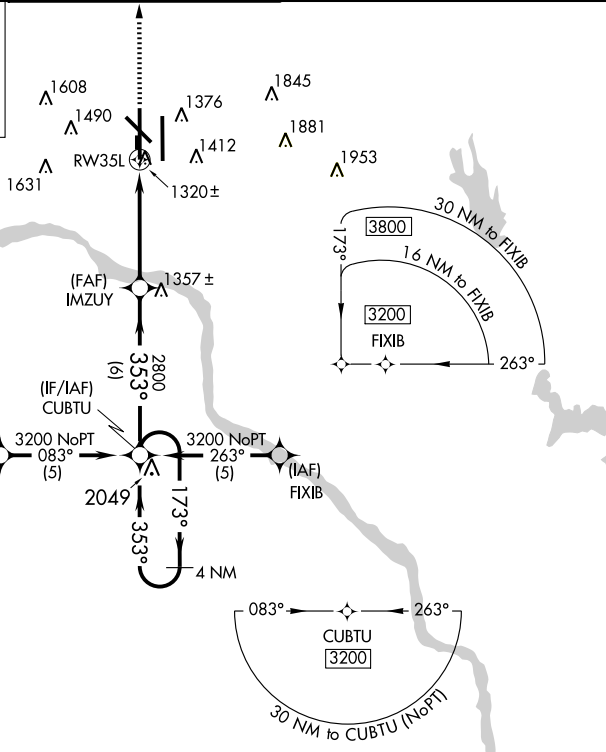 1608
1845
1376
1490
1881
1412
RW35L
1953
1631
1320±
30 NM to FIXIB
3800
173°
16 NM to FIXIB
(FAF)
IMZUY
1357±
3200
FIXIB
263°
2800
353°
(6)
(IF/IAF)
CUBTU
3200 NoPT
083°
(5)
3200 NoPT
263°
(5)
(IAF)
FIXIB
2049
173°
353°
4 NM
083°
263°
CUBTU
3200
30 NM to CUBTU (NoPT)